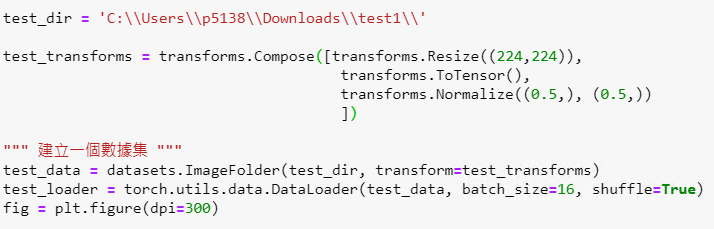 test_dir = 'C:\\Users\\p5138\\Downloads\\test1\\'
test_transforms = transforms.Compose([transforms.Resize((224,224)),
transforms.ToTensor(),
transforms.Normalize((0.5,), (0.5,))
])
""" 建立一個數據集 """
test_data = datasets.ImageFolder(test_dir, transform=test_transforms)
test_loader = torch.utils.data.DataLoader(test_data, batch_size=16, shuffle=True)
fig = plt.figure(dpi=300)